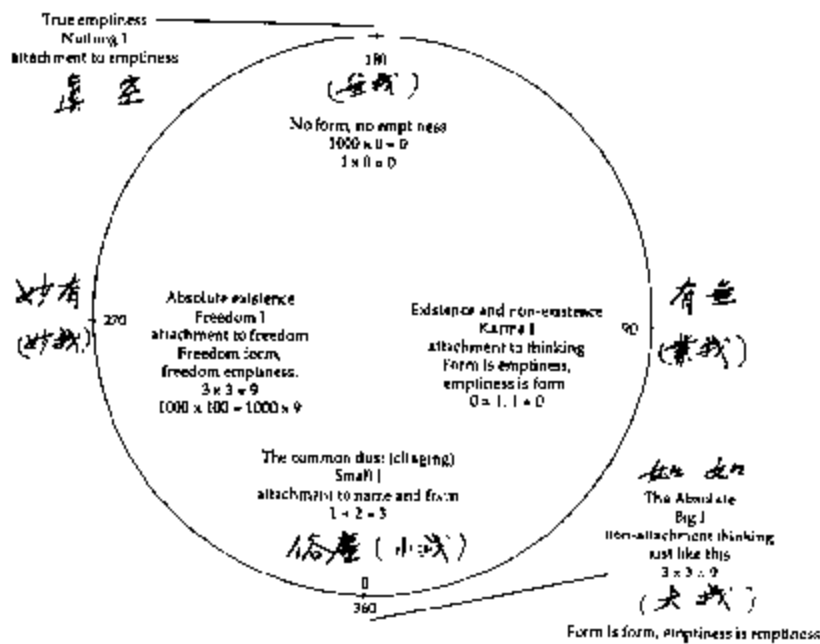 True emptiness
Nothing I
attachment to emptiness
真空
180
(無我)
No form, no emptiness
1000 x 0 = 0
1 x 0 = 0
妙有
270
(妙我)
Absolute existence
Freedom I
attachment to freedom
Freedom form,
freedom emptiness.
3 x 3 = 9
1000 x 100 = 1000 x 9
Existence and non-existence
Karma I
attachment to thinking
Form is emptiness,
emptiness is form
0 = 1, 1 = 0
有無
90
(業我)
The common dust (clinging)
Small I
attachment to name and form
1 + 2 = 3
俗塵 (小我)
0
360
如如
The Absolute
Big I
non-attachment thinking
just like this
3 x 3 = 9
(大我)
Form is form, emptiness is emptiness